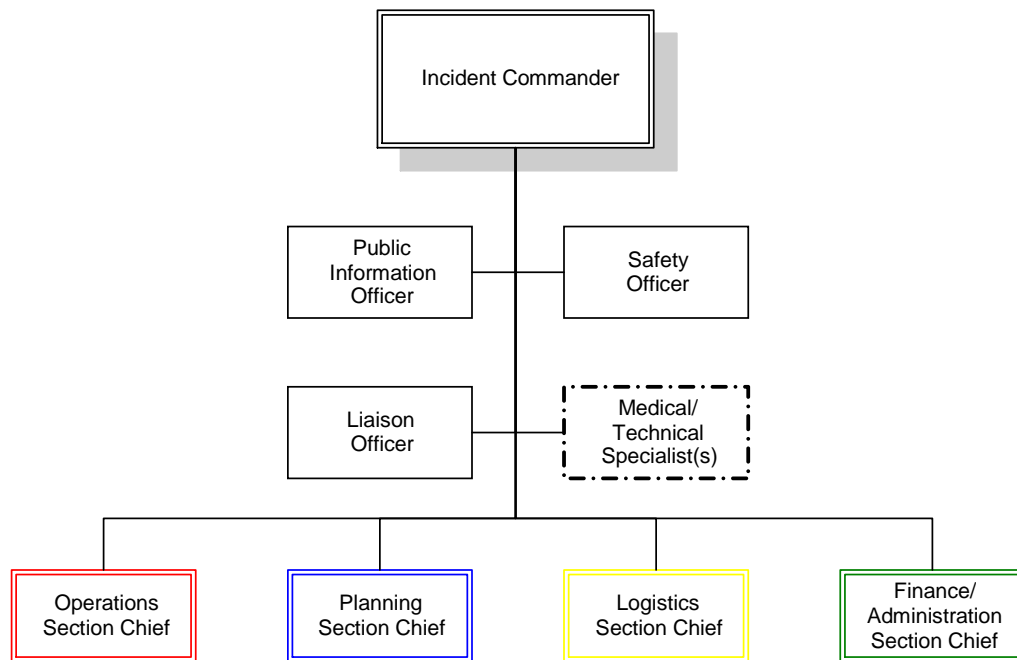 Incident Commander
Public
Information
Officer
Safety
Officer
Liaison
Officer
Medical/
Technical
Specialist(s)
Operations
Section Chief
Planning
Section Chief
Logistics
Section Chief
Finance/
Administration
Section Chief